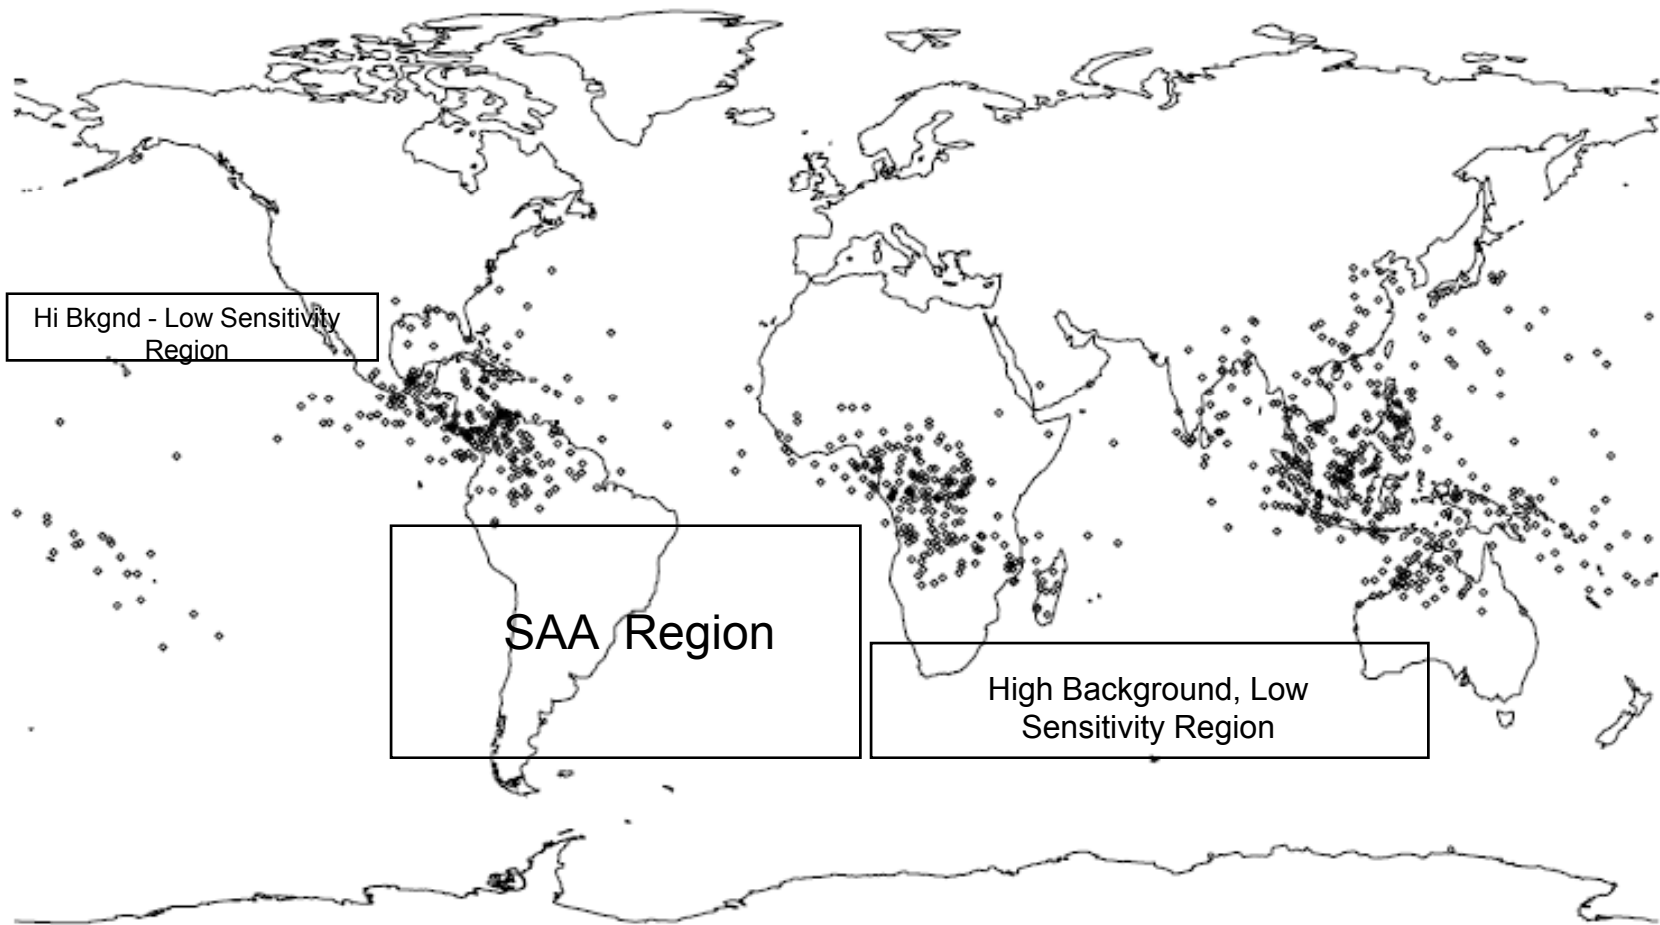 Hi Bkgnd - Low Sensitivity
Region
SAA Region
High Background, Low
Sensitivity Region